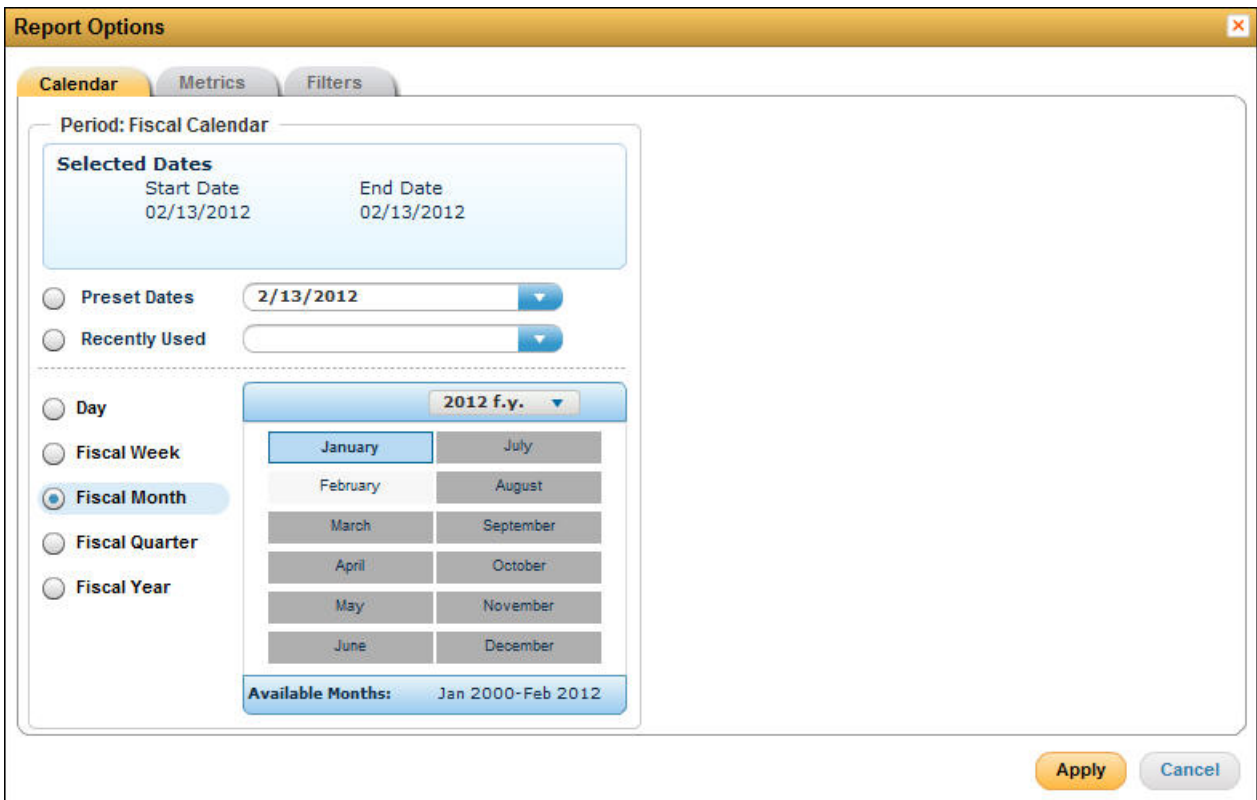 Report Options
Calendar Metrics Filters
Period: Fiscal Calendar
Selected Dates
Start Date End Date
02/13/2012 02/13/2012
Preset Dates 2/13/2012
Recently Used
2012 f.y.
Day
January July
Fiscal Week
February August
Fiscal Month
March September
Fiscal Quarter
April October
Fiscal Year
May November
June December
Available Months: Jan 2000-Feb 2012
Apply Cancel